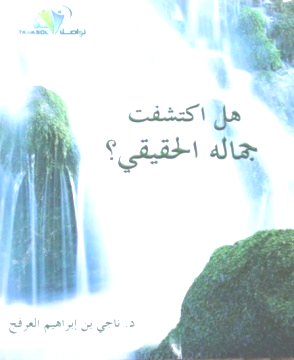 هل اكتشفت
جماله الحقيقي؟
د. ناجي بن إبراهيم العرفج